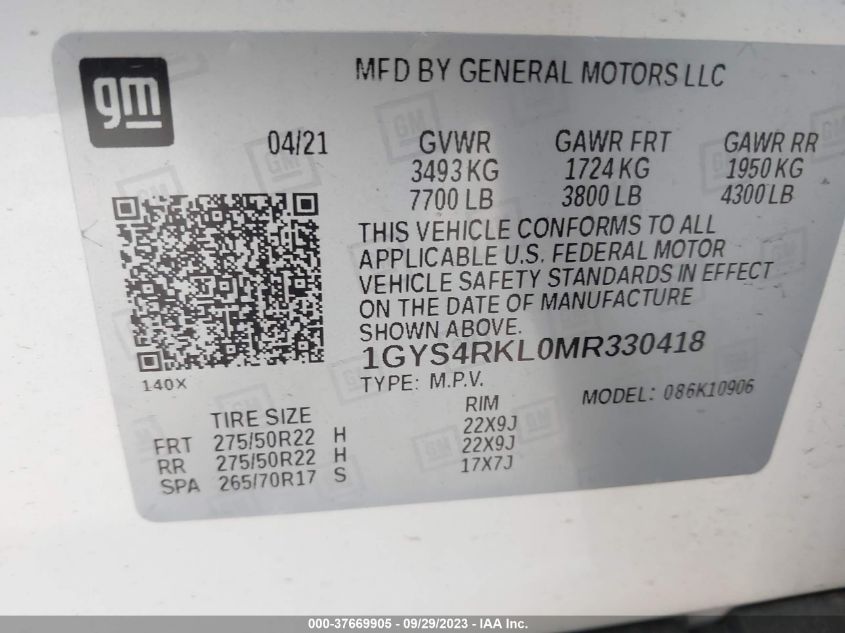 gm
MFD BY GENERAL MOTORS LLC
04/21 GVWR GAWR FRT GAWR RR
3493 KG 1724 KG 1950 KG
7700 LB 3800 LB 4300 LB
THIS VEHICLE CONFORMS TO ALL
APPLICABLE U.S. FEDERAL MOTOR
VEHICLE SAFETY STANDARDS IN EFFECT
ON THE DATE OF MANUFACTURE
SHOWN ABOVE.
1GYS4RKL0MR330418
140X
TYPE: M.P.V. MODEL: 086K10906
TIRE SIZE RIM
FRT 275/50R22 H 22X9J
RR 275/50R22 H 22X9J
SPA 265/70R17 S 17X7J
000-37669905 - 09/29/2023 - IAA Inc.